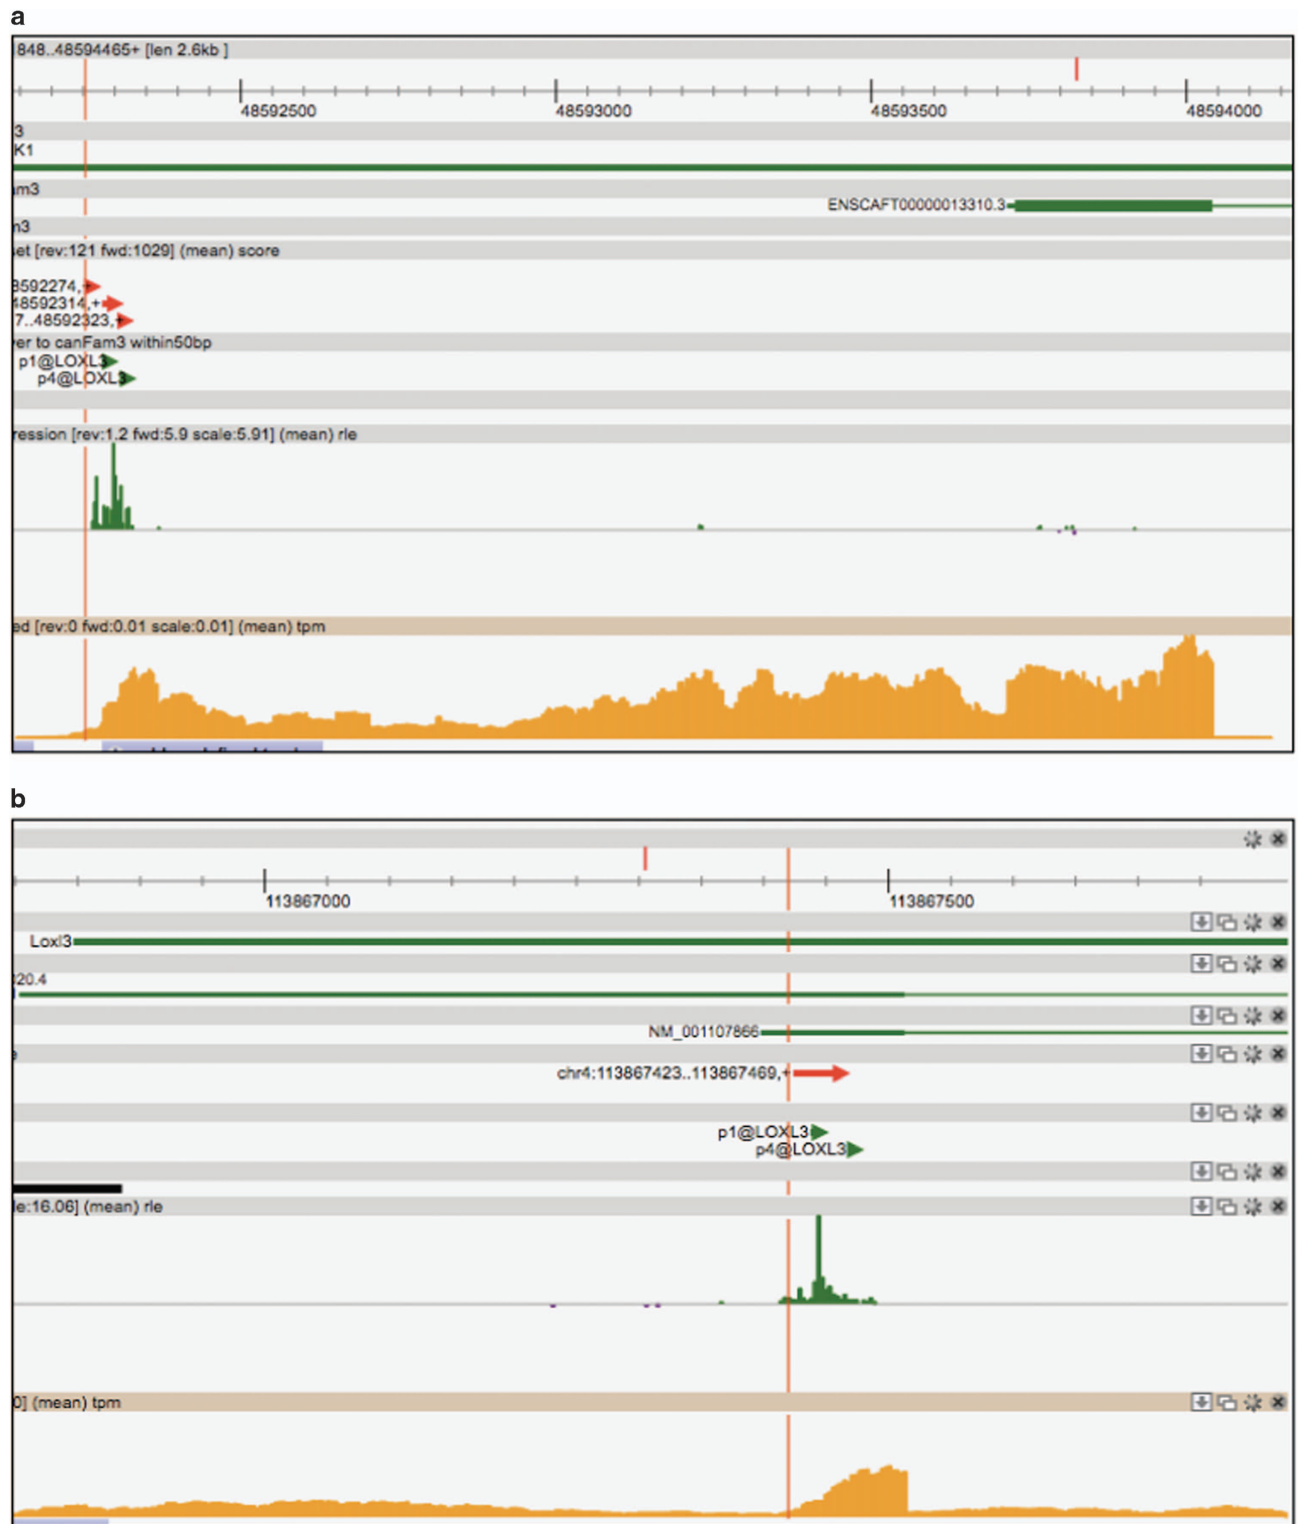 a
848..48594465+ [len 2.6kb ]
48592500 48593000 48593500 48594000
3
K1
m3
ENSCAFT00000013310.3
n3
et [rev:121 fwd:1029] (mean) score
8592274,+
48592314,+
7..48592323,+
er to canFam3 within50bp
p1@LOXL3
p4@LOXL3
ression [rev:1.2 fwd:5.9 scale:5.91] (mean) rle
ed [rev:0 fwd:0.01 scale:0.01] (mean) tpm
b
113867000 113867500
Loxl3
20.4
NM_001107866
e
chr4:113867423..113867469,+
p1@LOXL3
p4@LOXL3
le:16.06] (mean) rle
0] (mean) tpm